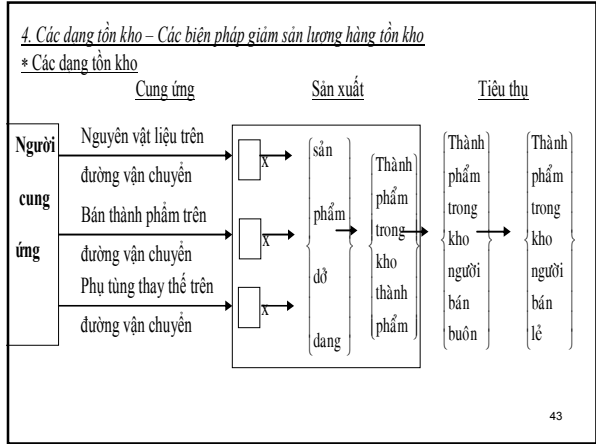 4. Các dạng tồn kho – Các biện pháp giảm sản lượng hàng tồn kho
* Các dạng tồn kho
Cung ứng
Sản xuất
Tiêu thụ
Người
cung
ứng
Nguyên vật liệu trên
đường vận chuyển
Bán thành phẩm trên
đường vận chuyển
Phụ tùng thay thế trên
đường vận chuyển
x
x
x
sản
phẩm
dở
dang
Thành
phẩm
trong
kho
thành
phẩm
Thành
phẩm
trong
kho
người
bán
buôn
Thành
phẩm
trong
kho
người
bán
lẻ
43